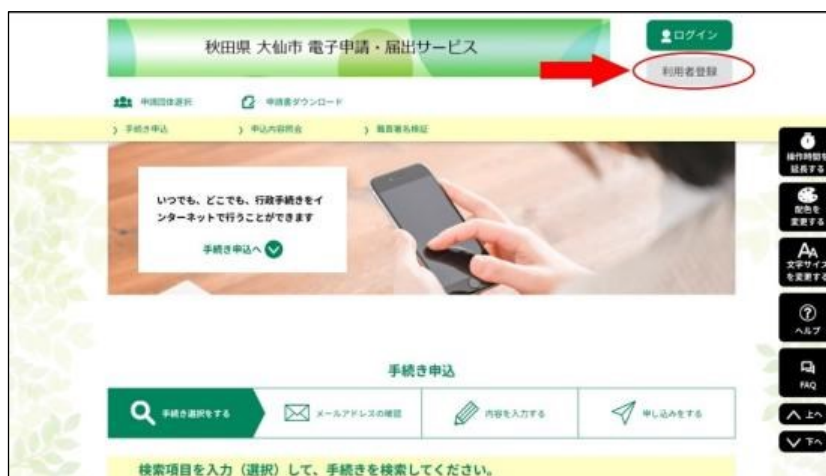 秋田県 大仙市 電子申請・届出サービス
ログイン
利用者登録
申請団体選択
申請書ダウンロード
手続き申込
申込内容照会
職責署名検証
いつでも、どこでも、行政手続きをイ
ンターネットで行うことができます
手続き申込へ
操作時間を
延長する
配色を
変更する
AA
文字サイズ
を変更する
ヘルプ
FAQ
上へ
下へ
手続き申込
手続き選択をする
メールアドレスの確認
内容を入力する
申し込みをする
検索項目を入力（選択）して、手続きを検索してください。